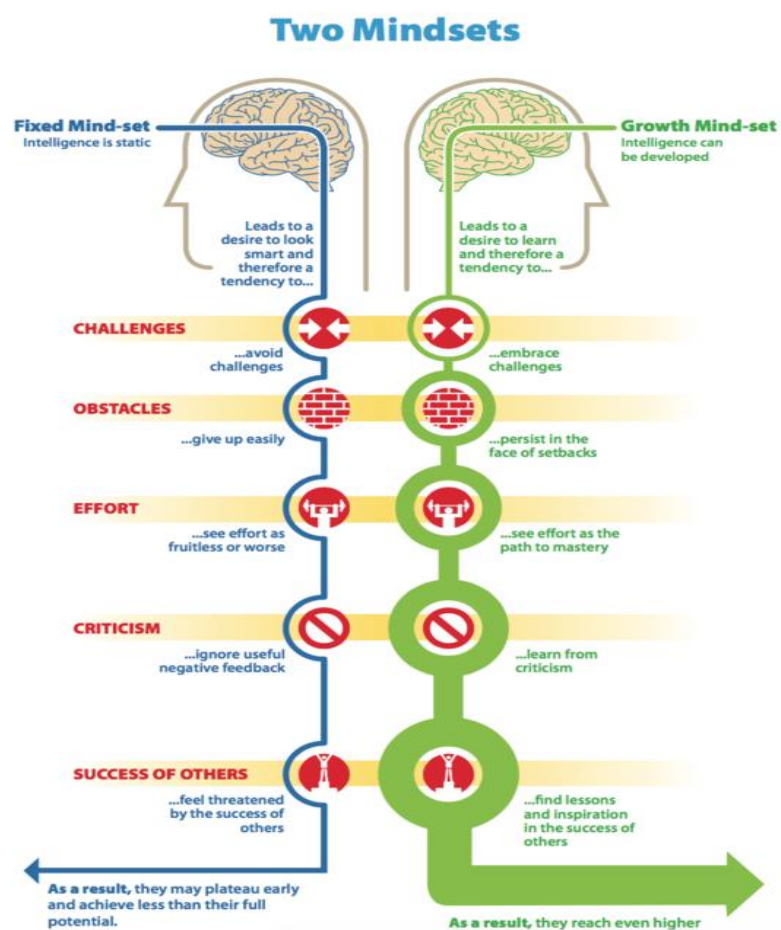 Two Mindsets
Fixed Mind-set
Intelligence is static
Growth Mind-set
Intelligence can
be developed
Leads to a
desire to look
smart and
therefore a
tendency to...
Leads to a
desire to learn
and therefore a
tendency to...
CHALLENGES
...avoid
challenges
...embrace
challenges
OBSTACLES
...give up easily
...persist in the
face of setbacks
EFFORT
...see effort as
fruitless or worse
...see effort as the
path to mastery
CRITICISM
...ignore useful
negative feedback
...learn from
criticism
SUCCESS OF OTHERS
...feel threatened
by the success of
others
...find lessons
and inspiration
in the success of
others
As a result, they may plateau early
and achieve less than their full
potential.
As a result, they reach even higher